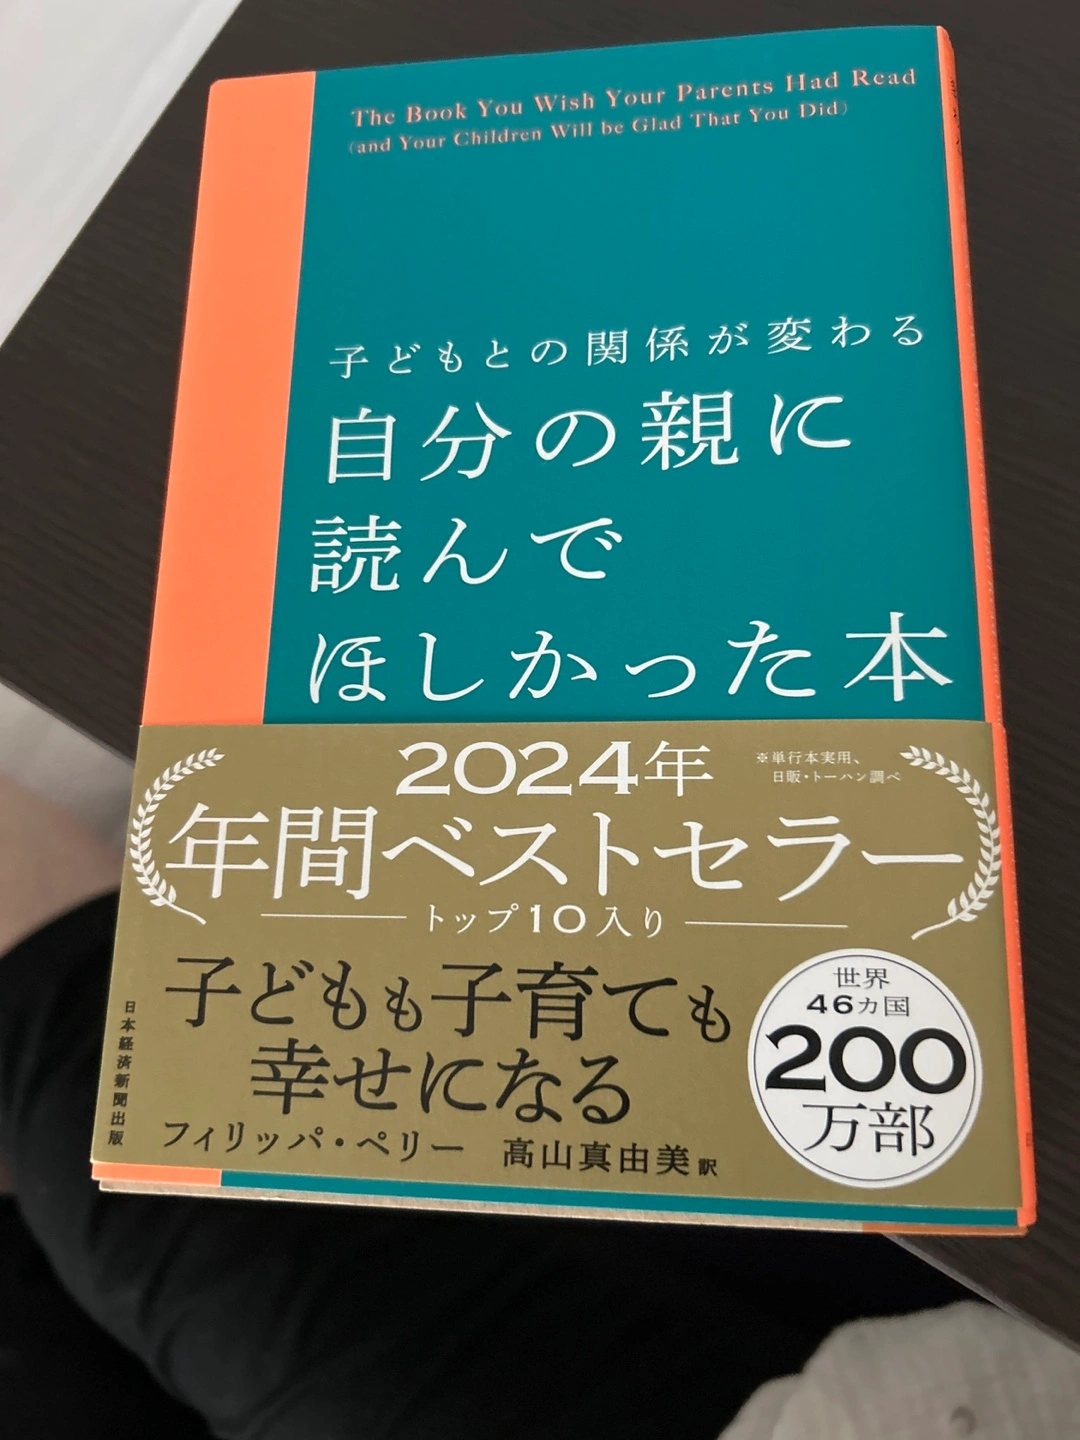 The Book You Wish Your Parents Had Read
(and Your Children Will be Glad That You Did)
子どもとの関係が変わる
自分の親に
読んで
ほしかった本
2024年
※単行本実用、
日販・トーハン調べ
年間ベストセラー
トップ10入り
子どもも子育ても
幸せになる
世界
46カ国
200
万部
フィリッパ・ペリー 高山真由美 訳
日本経済新聞出版